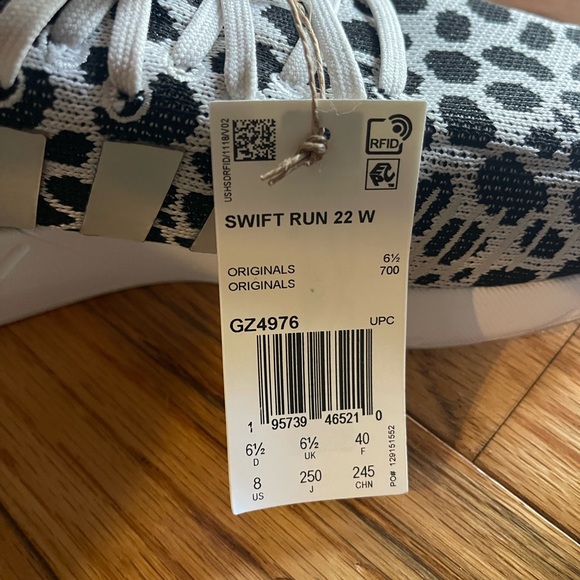 USHSDRFID/1118/V02
RFID
EPC
SWIFT RUN 22 W
6½
ORIGINALS 700
ORIGINALS
GZ4976 UPC
1 95739 46521 0
6½ 6½ 40
D UK F
8 250 245
US J CHN
PO# 129151552